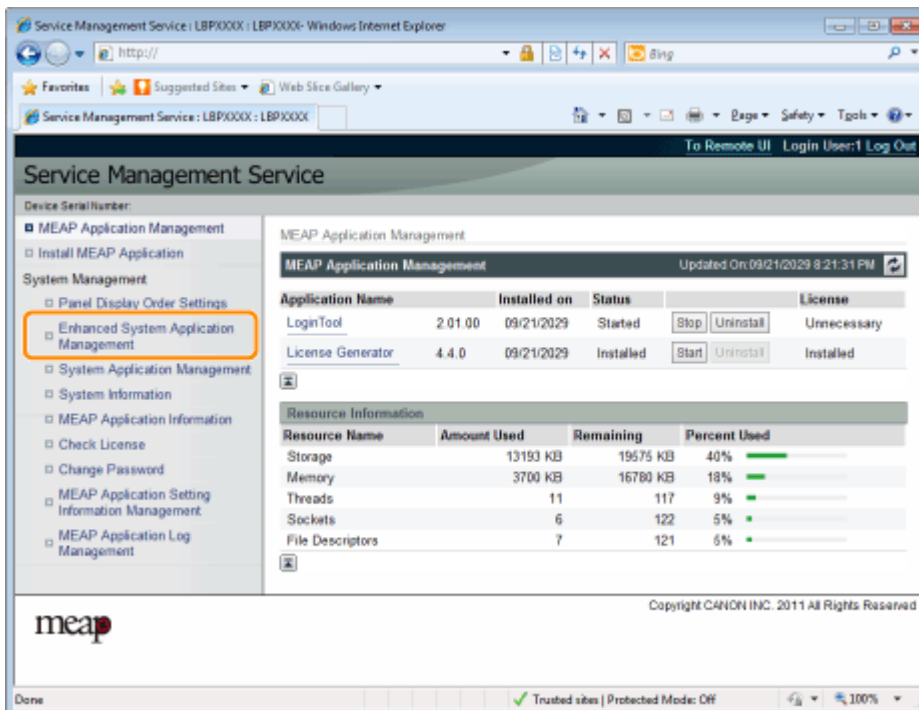 Service Management Service : LBPXXXX : LBPXXXX- Windows Internet Explorer
http://
Bing
Favorites Suggested Sites Web Slice Gallery
Service Management Service : LBPXXXX : LBPXXXX
Page Safety Tools
To Remote UI Login User:1 Log Out
Service Management Service
Device Serial Number:
MEAP Application Management
Install MEAP Application
System Management
Panel Display Order Settings
Enhanced System Application
Management
System Application Management
System Information
MEAP Application Information
Check License
Change Password
MEAP Application Setting
Information Management
MEAP Application Log
Management
MEAP Application Management
MEAP Application Management Updated On:09/21/2029 8:21:31 PM
Application Name Installed on Status License
LoginTool 2.01.00 09/21/2029 Started Stop Uninstall Unnecessary
License Generator 4.4.0 09/21/2029 Installed Start Uninstall Installed
Resource Information
Resource Name Amount Used Remaining Percent Used
Storage 13193 KB 19575 KB 40%
Memory 3700 KB 16780 KB 18%
Threads 11 117 9%
Sockets 6 122 5%
File Descriptors 7 121 6%
Copyright CANON INC. 2011 All Rights Reserved
meap
Done Trusted sites | Protected Mode: Off 100%